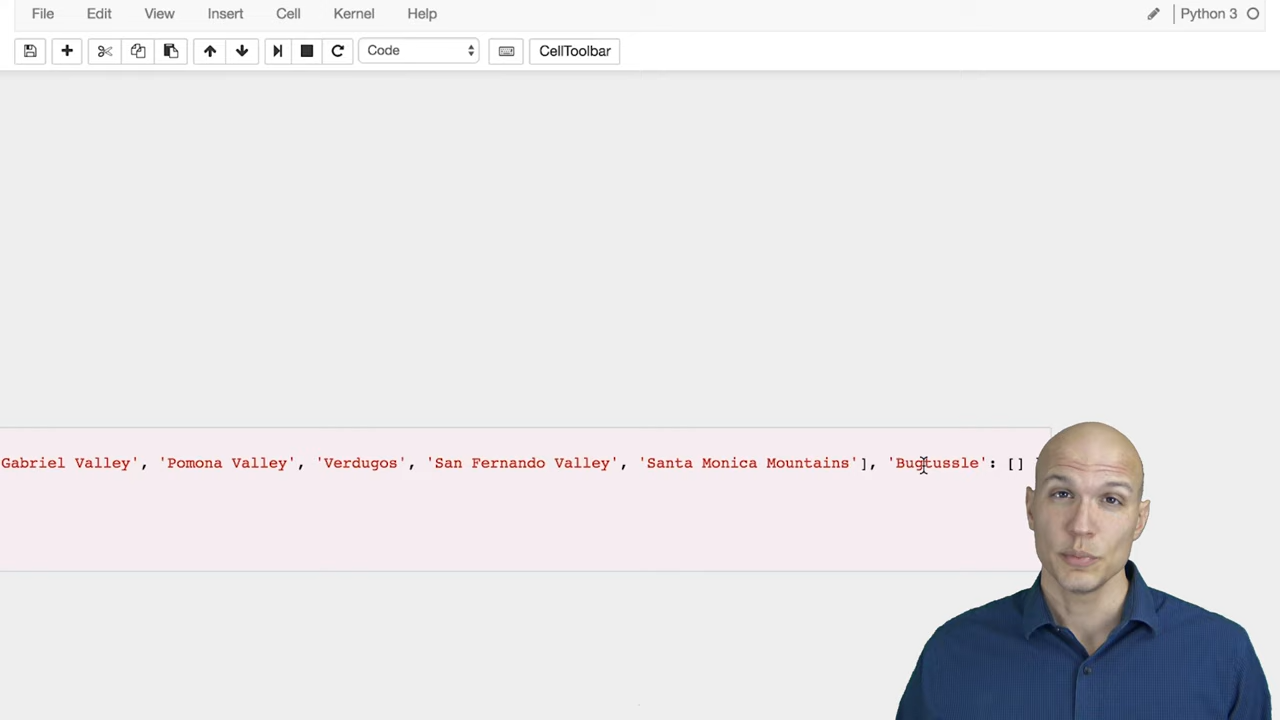 File Edit View Insert Cell Kernel Help Python 3
Code CellToolbar
Gabriel Valley', 'Pomona Valley', 'Verdugos', 'San Fernando Valley', 'Santa Monica Mountains'], 'Bugtussle': []